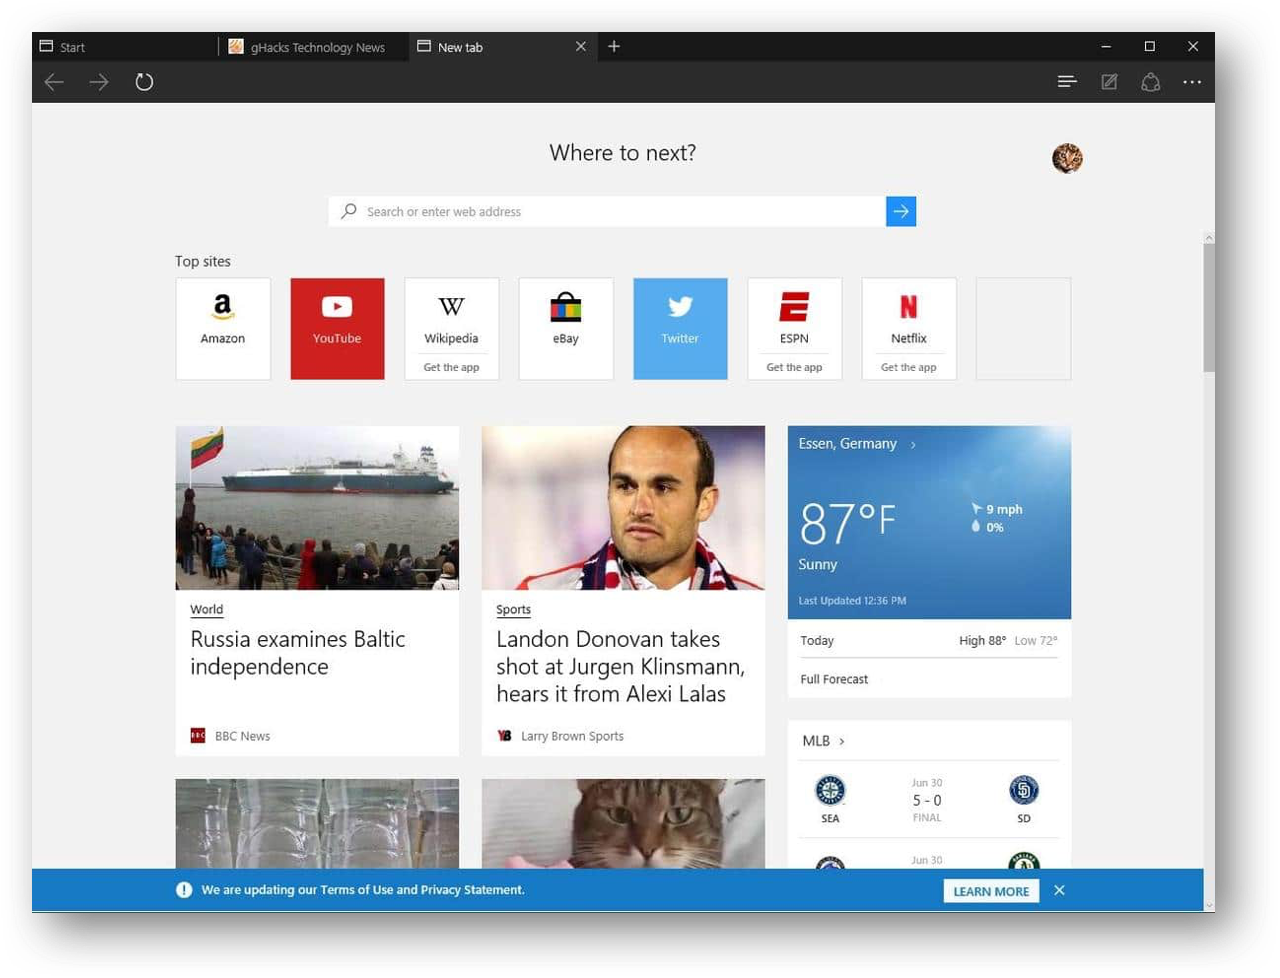 Start
gHacks Technology News
New tab
Where to next?
Search or enter web address
Top sites
Amazon
YouTube
Wikipedia
eBay
Twitter
ESPN
Netflix
Get the app
Get the app
Get the app
World
Russia examines Baltic
independence
BBC News
Sports
Landon Donovan takes
shot at Jurgen Klinsmann,
hears it from Alexi Lalas
Larry Brown Sports
Essen, Germany
87°F
9 mph
0%
Sunny
Last Updated 12:36 PM
Today High 88° Low 72°
Full Forecast
MLB
Jun 30
5 - 0
FINAL
SEA
SD
Jun 30
We are updating our Terms of Use and Privacy Statement.
LEARN MORE